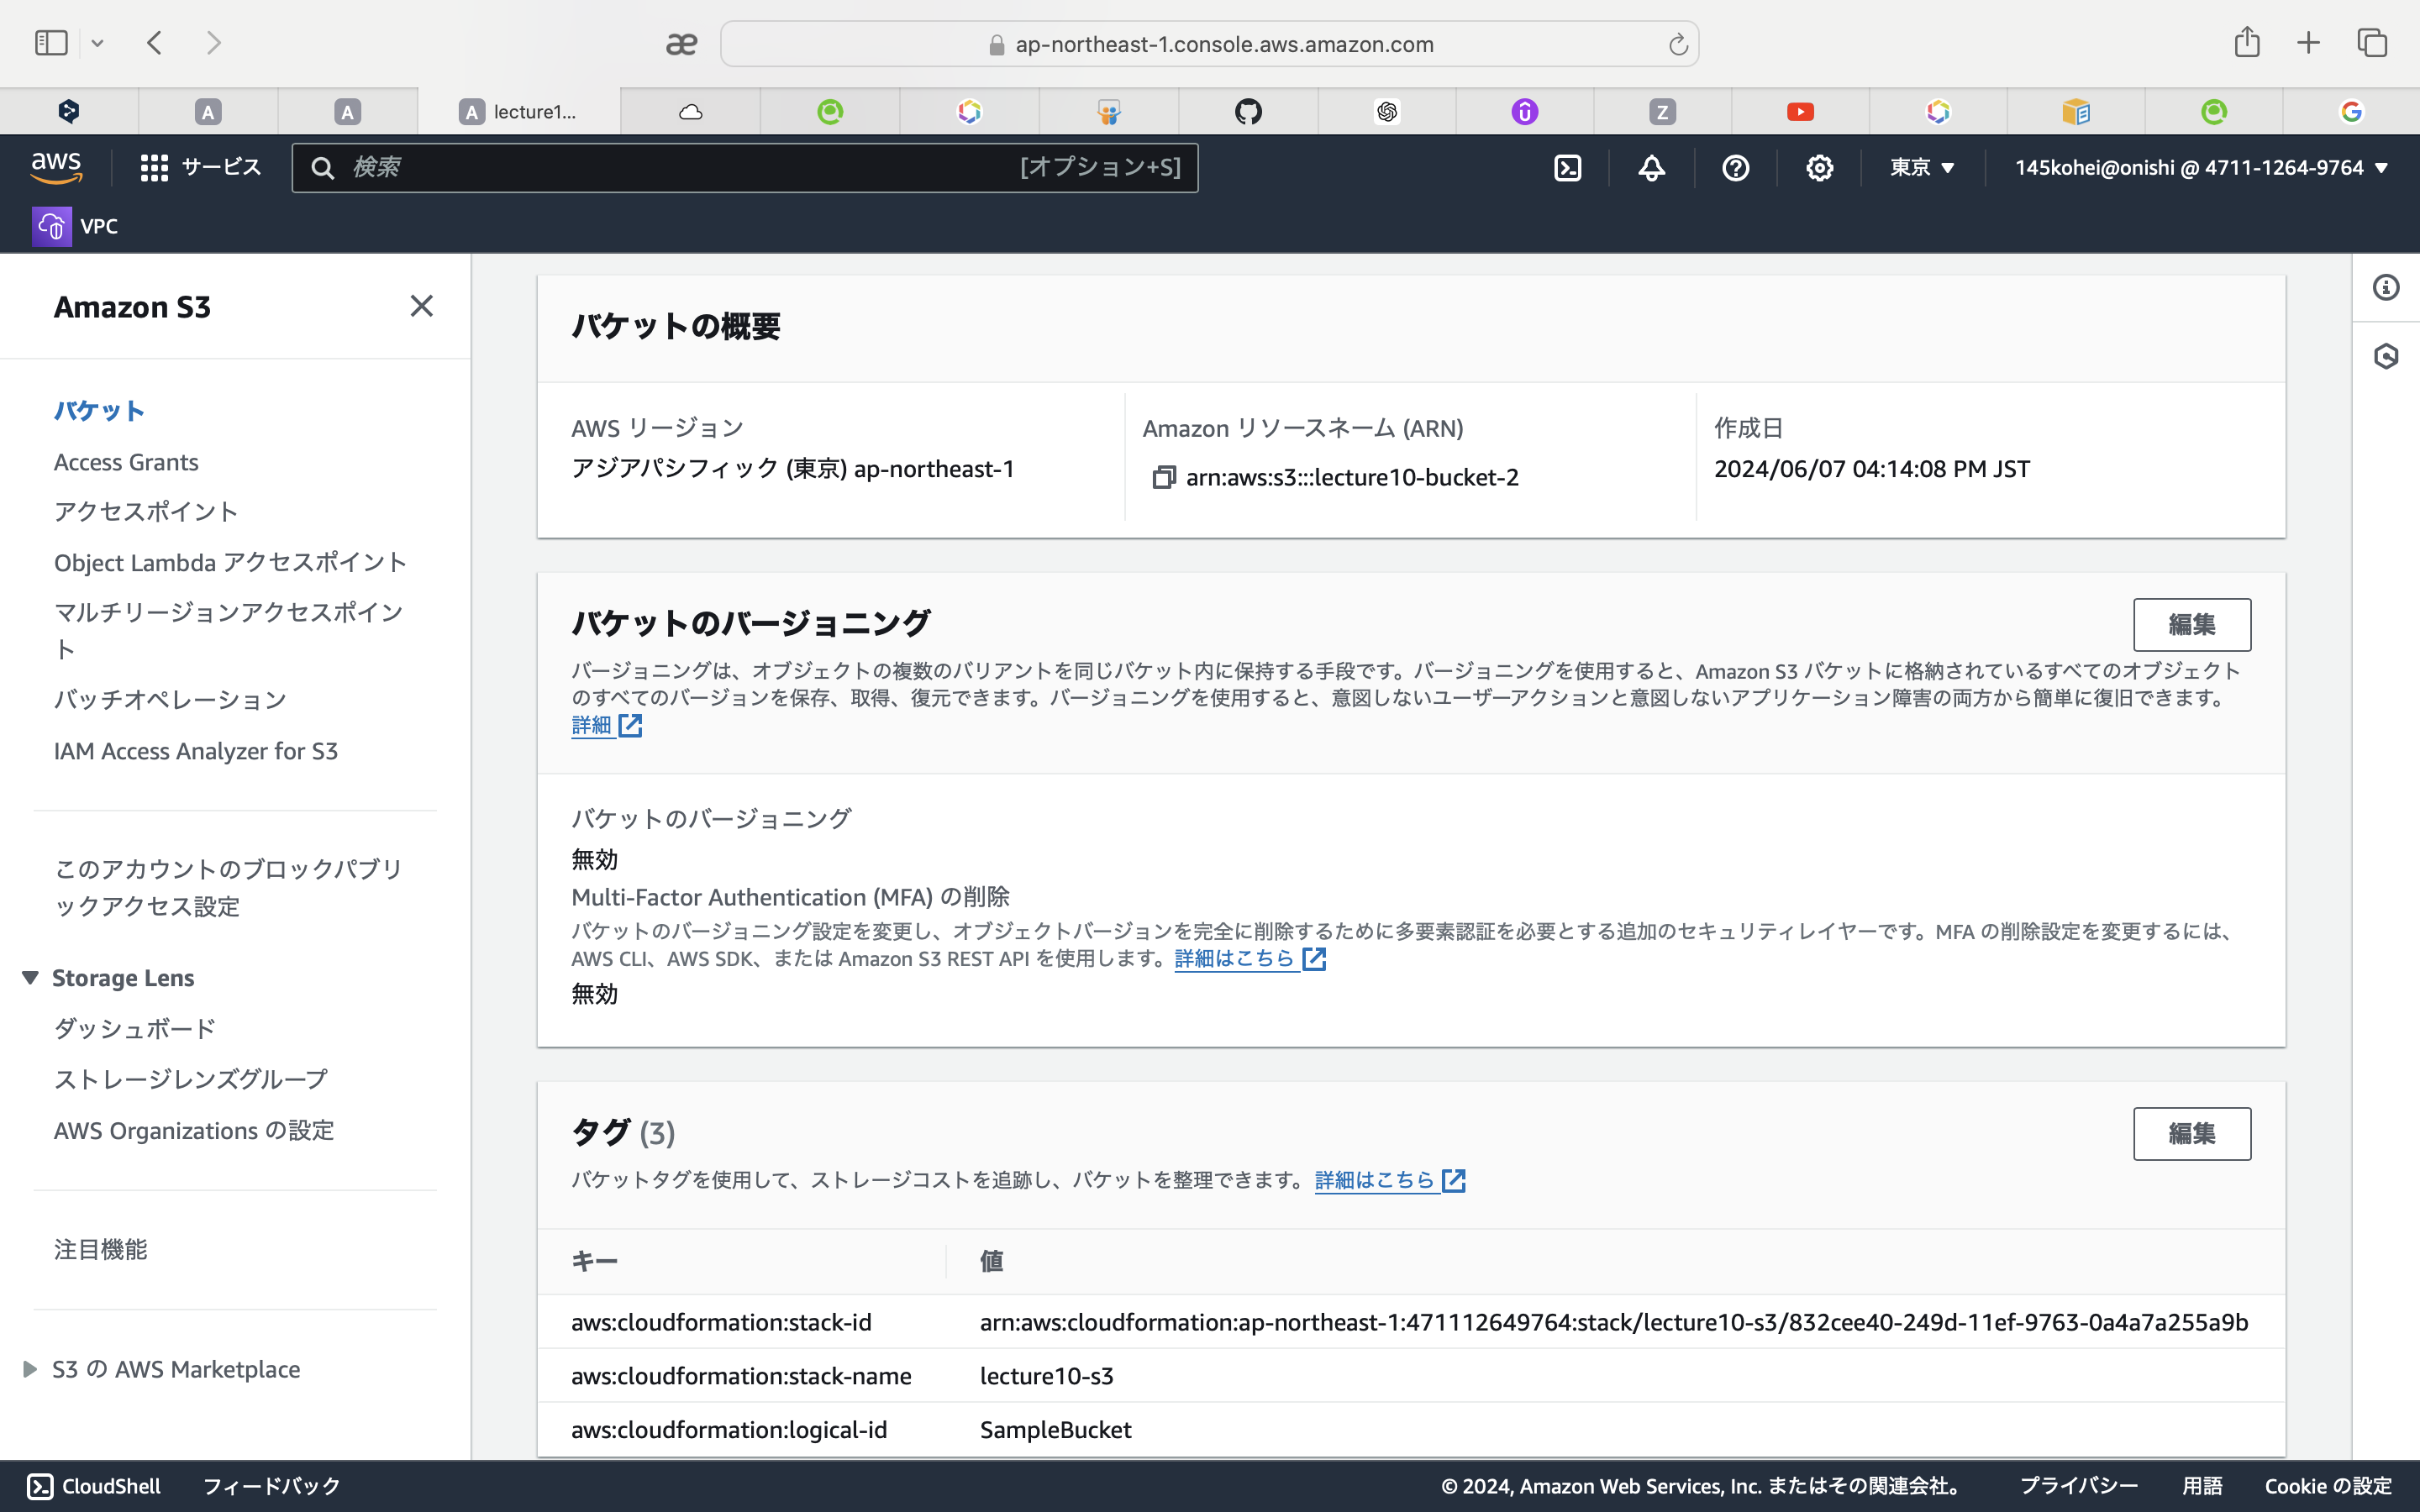 ap-northeast-1.console.aws.amazon.com
A
A
A lecture1...
Z
aws
サービス
検索
[オプション+S]
東京
145kohei@onishi @ 4711-1264-9764
VPC
Amazon S3
バケット
Access Grants
アクセスポイント
Object Lambda アクセスポイント
マルチリージョンアクセスポイン
ト
バッチオペレーション
IAM Access Analyzer for S3
このアカウントのブロックパブリ
ックアクセス設定
Storage Lens
ダッシュボード
ストレージレンズグループ
AWS Organizations の設定
注目機能
S3 の AWS Marketplace
バケットの概要
AWS リージョン
アジアパシフィック (東京) ap-northeast-1
Amazon リソースネーム (ARN)
arn:aws:s3:::lecture10-bucket-2
作成日
2024/06/07 04:14:08 PM JST
バケットのバージョニング
編集
バージョニングは、オブジェクトの複数のバリアントを同じバケット内に保持する手段です。バージョニングを使用すると、Amazon S3 バケットに格納されているすべてのオブジェクト
のすべてのバージョンを保存、取得、復元できます。バージョニングを使用すると、意図しないユーザーアクションと意図しないアプリケーション障害の両方から簡単に復旧できます。
詳細
バケットのバージョニング
無効
Multi-Factor Authentication (MFA) の削除
バケットのバージョニング設定を変更し、オブジェクトバージョンを完全に削除するために多要素認証を必要とする追加のセキュリティレイヤーです。MFA の削除設定を変更するには、
AWS CLI、AWS SDK、または Amazon S3 REST API を使用します。詳細はこちら
無効
タグ (3)
編集
バケットタグを使用して、ストレージコストを追跡し、バケットを整理できます。詳細はこちら
キー
値
aws:cloudformation:stack-id
arn:aws:cloudformation:ap-northeast-1:471112649764:stack/lecture10-s3/832cee40-249d-11ef-9763-0a4a7a255a9b
aws:cloudformation:stack-name
lecture10-s3
aws:cloudformation:logical-id
SampleBucket
CloudShell
フィードバック
© 2024, Amazon Web Services, Inc. またはその関連会社。
プライバシー
用語
Cookie の設定